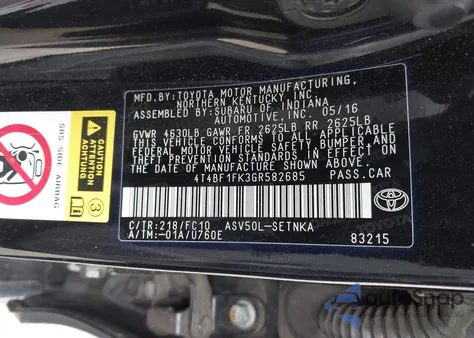 MFD. BY: TOYOTA MOTOR MANUFACTURING,
NORTHERN KENTUCKY INC
ASSEMBLED BY: SUBARU OF INDIANA
AUTOMOTIVE, INC. 05/16
GVWR 4630LB GAWR FR 2625LB RR 2625LB
THIS VEHICLE CONFORMS TO ALL APPLICABLE
FEDERAL MOTOR VEHICLE SAFETY, BUMPER, AND
THEFT PREVENTION STANDARDS IN EFFECT ON
THE DATE OF MANUFACTURE SHOWN ABOVE.
4T4BF1FK3GR582685 PASS.CAR
C/TR:218/FC10 ASV50L-SETNKA
A/TM:-01A/U760E 83215
TOYOTA
SRS SIDE AIRBAG
CAUTION
ATTENTION
3
autoSnap